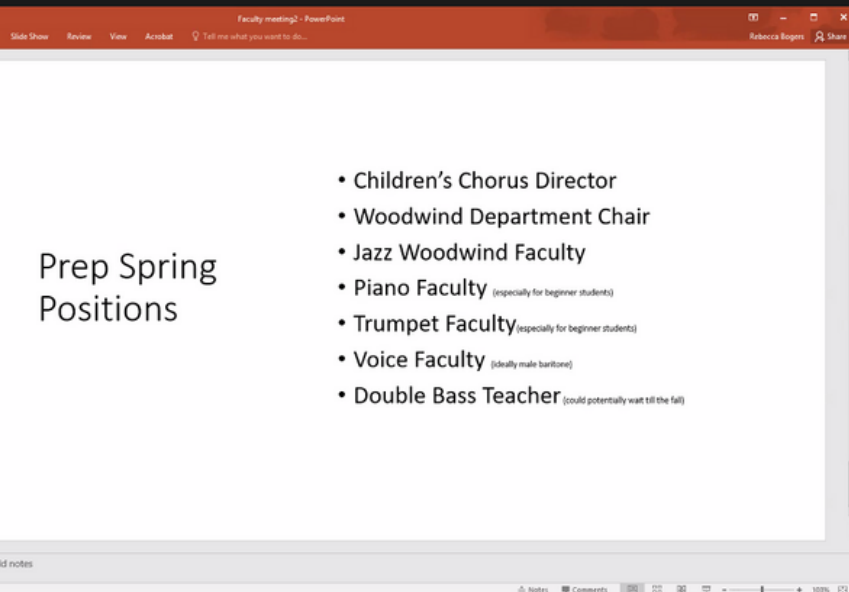 Faculty meeting2 - PowerPoint
Slide Show Review View Acrobat Tell me what you want to do... Rebecca Rogers Share
Prep Spring
Positions
• Children's Chorus Director
• Woodwind Department Chair
• Jazz Woodwind Faculty
• Piano Faculty (especially for beginner students)
• Trumpet Faculty(especially for beginner students)
• Voice Faculty (ideally male baritone)
• Double Bass Teacher (could potentially wait till the fall)
d notes
Notes Comments - + 103%